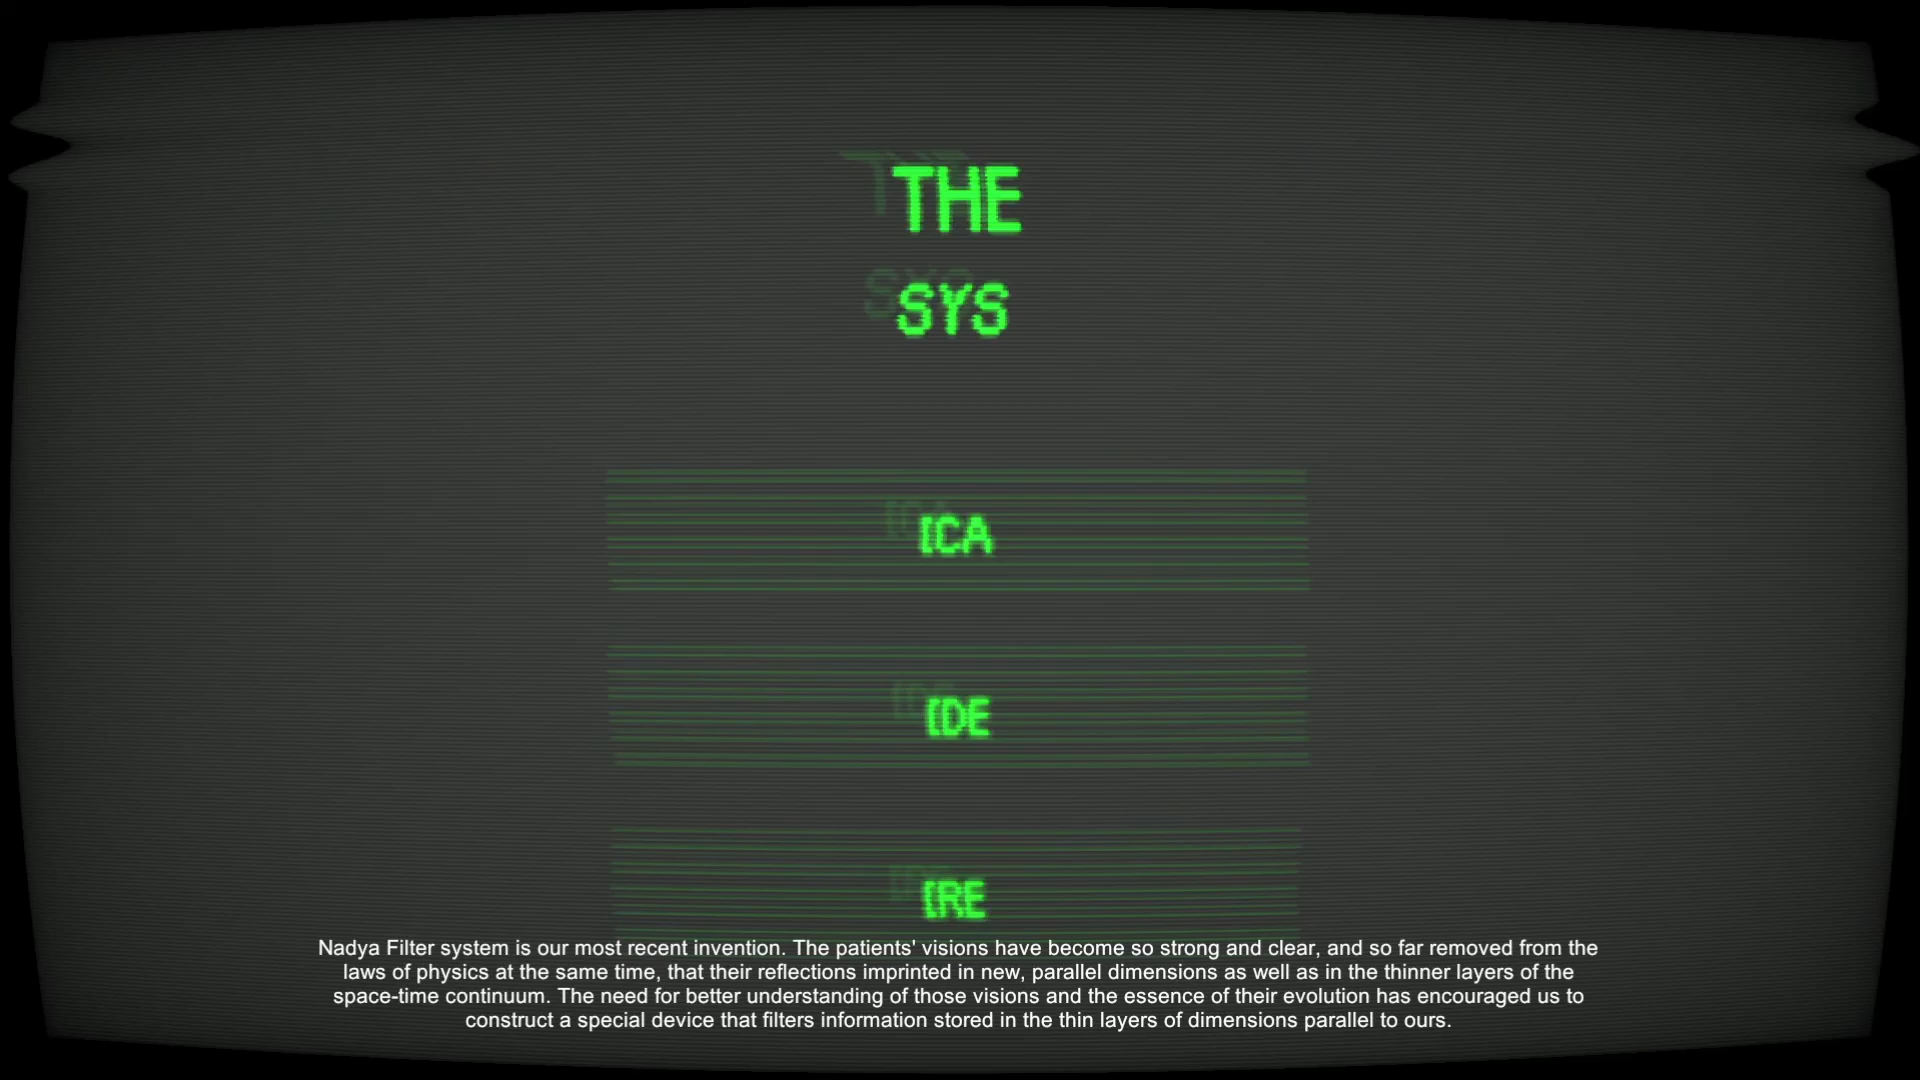 THE
SYS
[CA
[DE
[RE
Nadya Filter system is our most recent invention. The patients' visions have become so strong and clear, and so far removed from the
laws of physics at the same time, that their reflections imprinted in new, parallel dimensions as well as in the thinner layers of the
space-time continuum. The need for better understanding of those visions and the essence of their evolution has encouraged us to
construct a special device that filters information stored in the thin layers of dimensions parallel to ours.